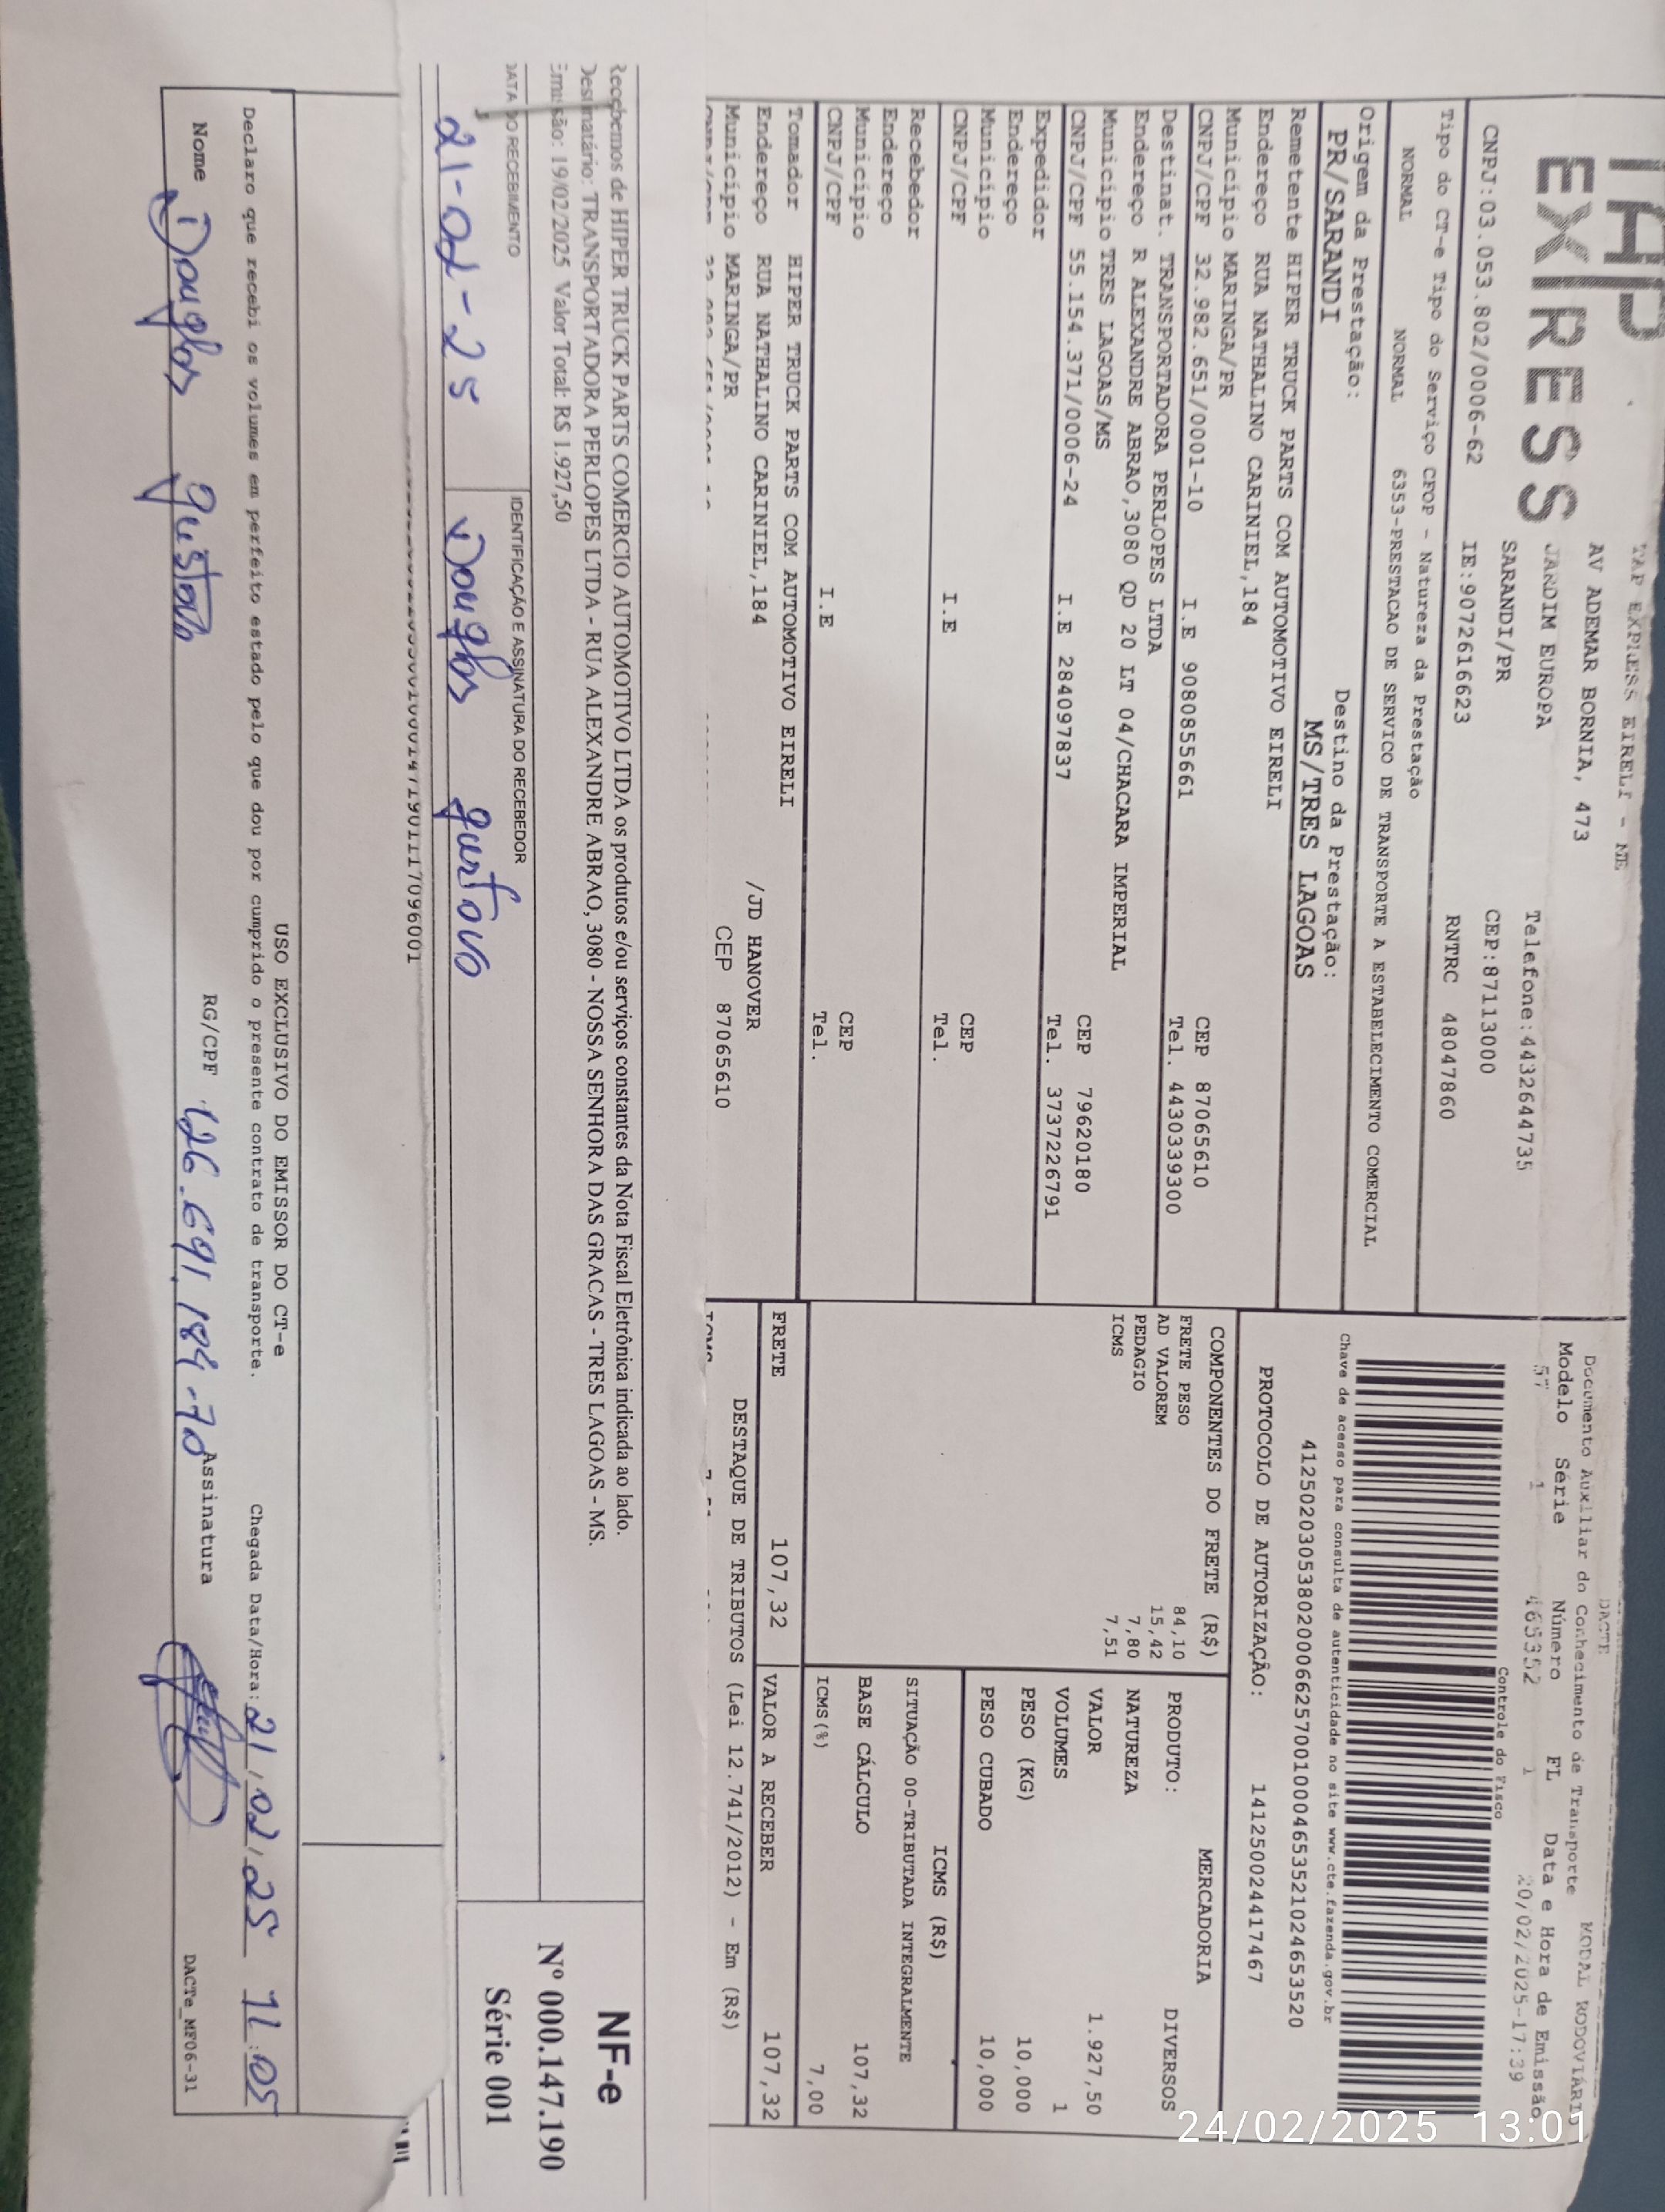 TAP
EXPRESS
TAP EXPRESS EIRELI - ME
AV ADEMAR BORNIA, 473
JARDIM EUROPA
SARANDI/PR
Telefone:4432644735
CEP:87113000
CNPJ:03.053.802/0006-62 IE:9072616623 RNTRC 48047860
Tipo do CT-e Tipo do Serviço CFOP - Natureza da Prestação
NORMAL NORMAL 6353-PRESTACAO DE SERVICO DE TRANSPORTE A ESTABELECIMENTO COMERCIAL
Origem da Prestação: Destino da Prestação:
PR/SARANDI MS/TRES LAGOAS
Remetente HIPER TRUCK PARTS COM AUTOMOTIVO EIRELI
Endereço RUA NATHALINO CARINIEL,184
Município MARINGA/PR CEP 87065610
CNPJ/CPF 32.982.651/0001-10 I.E 9080855661 Tel. 4430339300
Destinat. TRANSPORTADORA PERLOPES LTDA
Endereço R ALEXANDRE ABRAO,3080 QD 20 LT 04/CHACARA IMPERIAL
Município TRES LAGOAS/MS CEP 79620180
CNPJ/CPF 55.154.371/0006-24 I.E 284097837 Tel. 3737226791
Expedidor
Endereço
Município CEP
CNPJ/CPF I.E Tel.
Recebedor
Endereço
Município CEP
CNPJ/CPF I.E Tel.
Tomador HIPER TRUCK PARTS COM AUTOMOTIVO EIRELI
Endereço RUA NATHALINO CARINIEL,184 /JD HANOVER
Município MARINGA/PR CEP 87065610
DACTE MODAL RODOVIÁRIO
Documento Auxiliar do Conhecimento de Transporte
Modelo Série Número FL Data e Hora de Emissão
57 1 465352 1 20/02/2025-17:39
Controle do Fisco
Chave de acesso para consulta de autenticidade no site www.cte.fazenda.gov.br
41250203053802000662570010004653521024653520
PROTOCOLO DE AUTORIZAÇÃO: 141250024417467
COMPONENTES DO FRETE (R$)
FRETE PESO 84,10
AD VALOREM 15,42
PEDAGIO 7,80
ICMS 7,51
MERCADORIA
PRODUTO: DIVERSOS
NATUREZA
VALOR 1.927,50
VOLUMES 1
PESO (KG) 10,000
PESO CUBADO 10,000
ICMS (R$)
SITUAÇÃO 00-TRIBUTADA INTEGRALMENTE
BASE CÁLCULO 107,32
ICMS(%) 7,00
FRETE 107,32 VALOR A RECEBER 107,32
DESTAQUE DE TRIBUTOS (Lei 12.741/2012) - Em (R$)
Recebemos de HIPER TRUCK PARTS COMERCIO AUTOMOTIVO LTDA os produtos e/ou serviços constantes da Nota Fiscal Eletrônica indicada ao lado.
Destinatário: TRANSPORTADORA PERLOPES LTDA - RUA ALEXANDRE ABRAO, 3080 - NOSSA SENHORA DAS GRACAS - TRES LAGOAS - MS.
Emissão: 19/02/2025 Valor Total: R$ 1.927,50
DATA DO RECEBIMENTO IDENTIFICAÇÃO E ASSINATURA DO RECEBEDOR
21-02-25 Douglas gustavo
NF-e
Nº 000.147.190
Série 001
USO EXCLUSIVO DO EMISSOR DO CT-e
Declaro que recebi os volumes em perfeito estado pelo que dou por cumprido o presente contrato de transporte. Chegada Data/Hora: 21/02/25 11:05
Nome Douglas gustavo RG/CPF 126.691.184-70 Assinatura
DACTe_MF06-31
24/02/2025 13:01